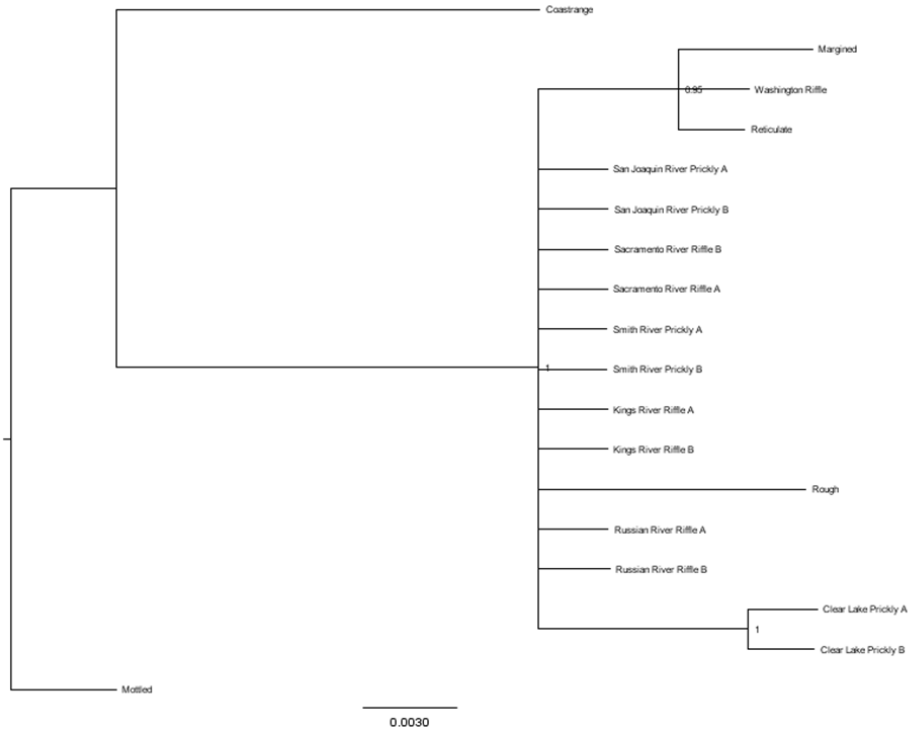 Coastrange
Margined
0.95
Washington Riffle
Reticulate
San Joaquin River Prickly A
San Joaquin River Prickly B
Sacramento River Riffle B
Sacramento River Riffle A
Smith River Prickly A
1
Smith River Prickly B
Kings River Riffle A
Kings River Riffle B
Rough
Russian River Riffle A
Russian River Riffle B
Clear Lake Prickly A
1
Clear Lake Prickly B
Mottled
0.0030